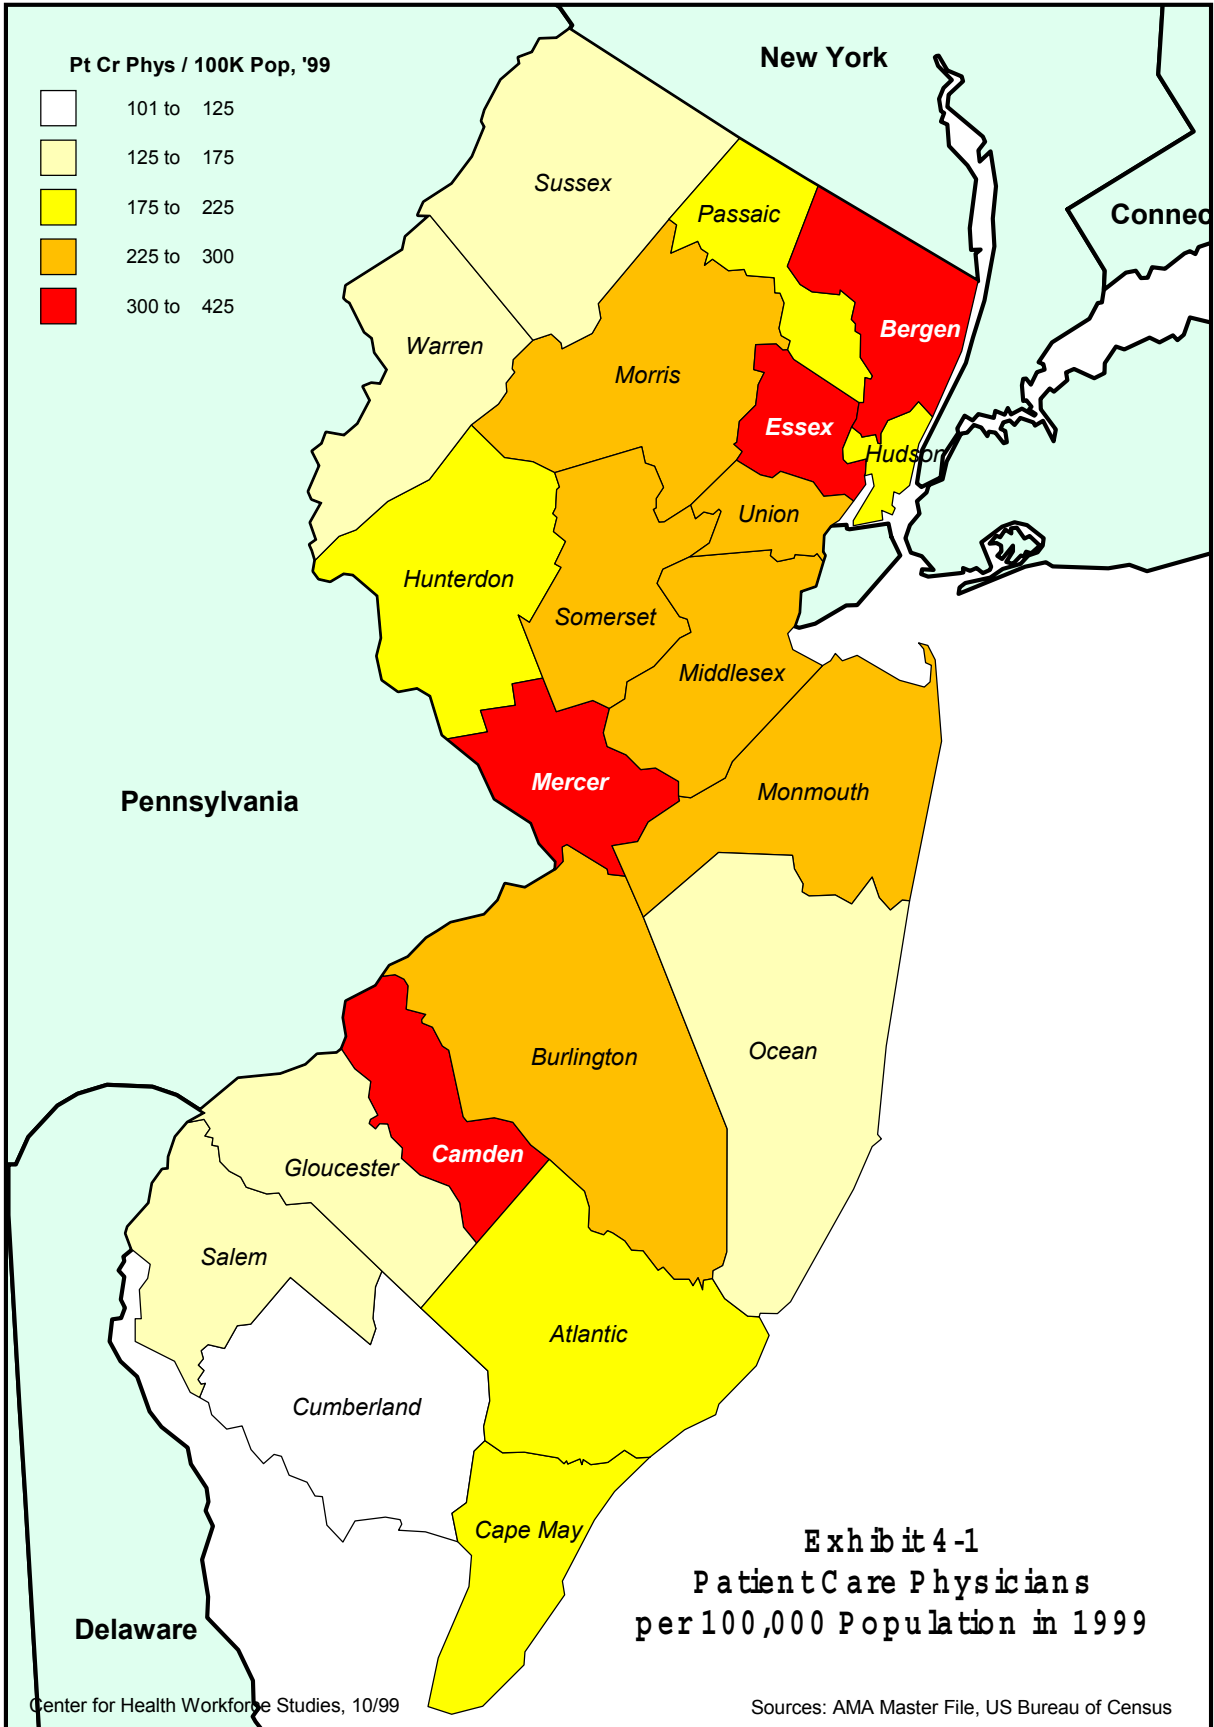 Pt Cr Phys / 100K Pop, '99
101 to 125
125 to 175
175 to 225
225 to 300
300 to 425
New York
Connec
Sussex
Passaic
Bergen
Warren
Morris
Essex
Hudson
Union
Hunterdon
Somerset
Middlesex
Mercer
Monmouth
Pennsylvania
Burlington
Ocean
Camden
Gloucester
Salem
Atlantic
Cumberland
Cape May
Delaware
Exhibit 4-1
Patient Care Physicians
per 100,000 Population in 1999
Center for Health Workforce Studies, 10/99
Sources: AMA Master File, US Bureau of Census